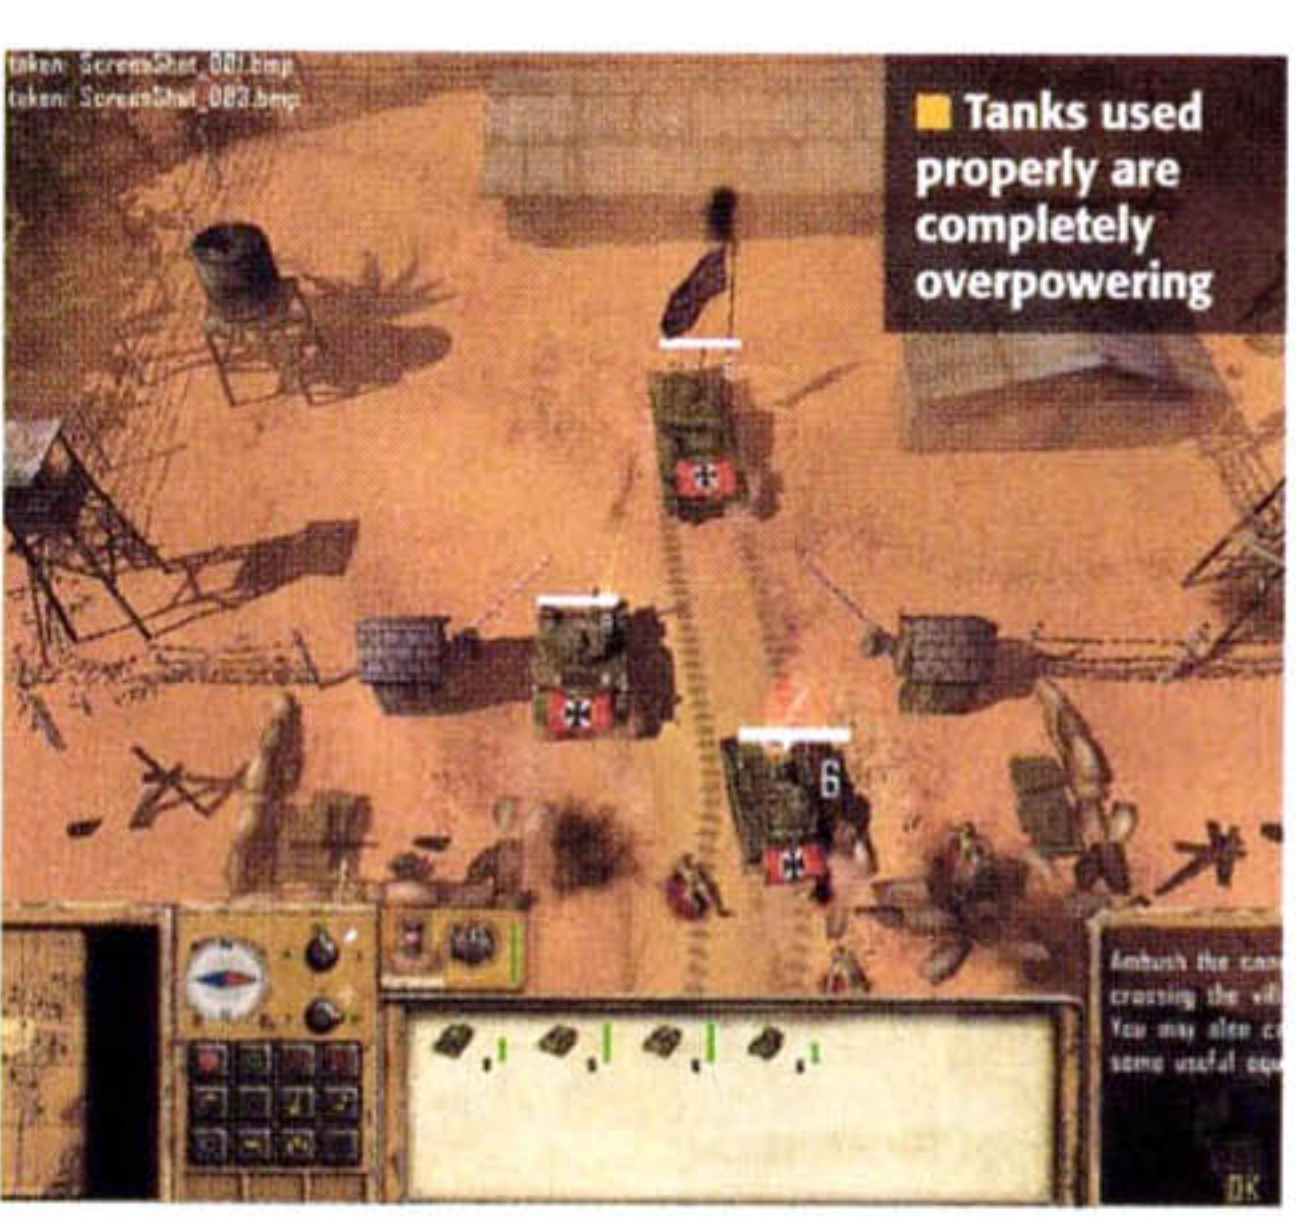 taken: ScreenShot_001.bmp
taken: ScreenShot_002.bmp
■ Tanks used
properly are
completely
overpowering
6
Ambush the
crossing the
You may also
some useful
OK